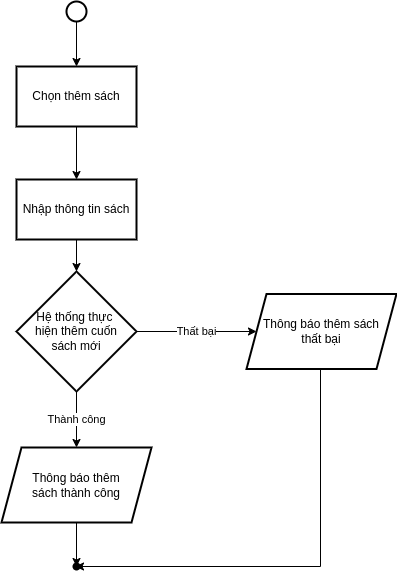 Chọn thêm sách
Nhập thông tin sách
Hệ thống thực
hiện thêm cuốn
sách mới
Thất bại
Thông báo thêm sách
thất bại
Thành công
Thông báo thêm
sách thành công